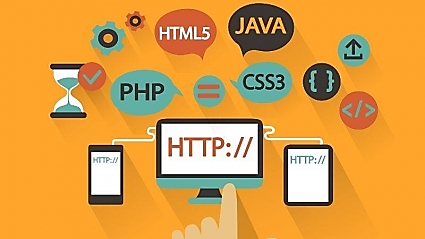 HTML5
JAVA
PHP
=
CSS3
{}
</>
HTTP://
HTTP://
HTTP://